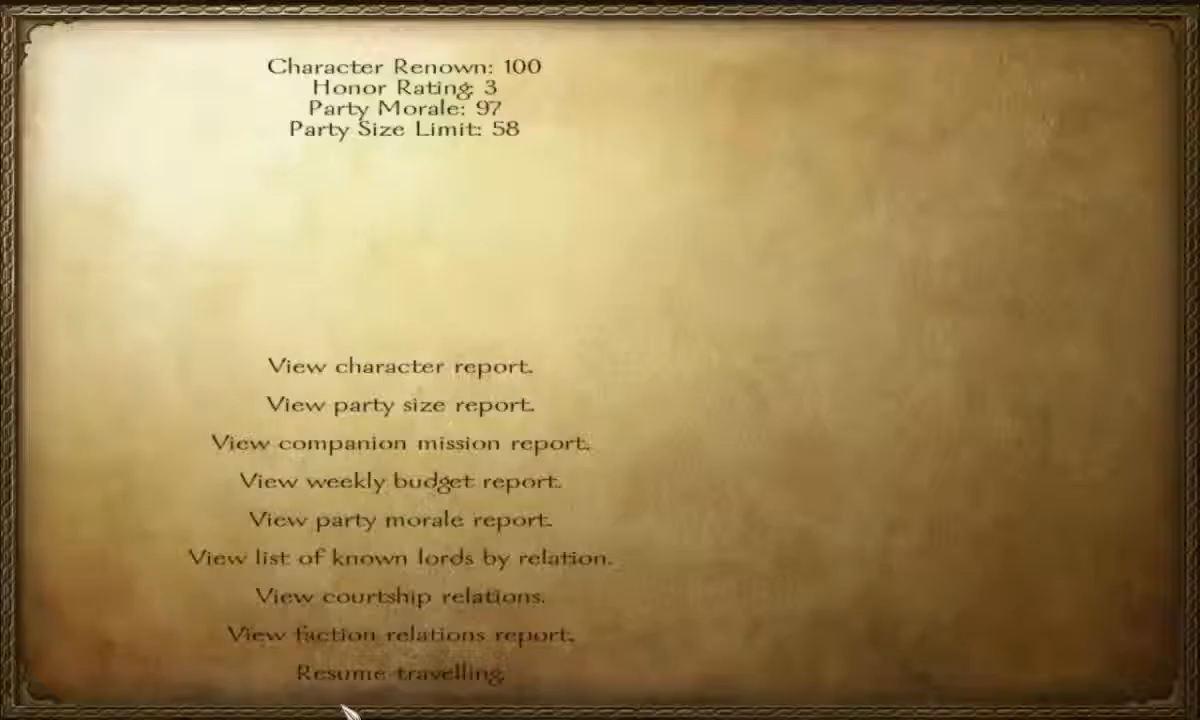 Character Renown: 100
Honor Rating: 3
Party Morale: 97
Party Size Limit: 58
View character report.
View party size report.
View companion mission report.
View weekly budget report.
View party morale report.
View list of known lords by relation.
View courtship relations.
View faction relations report.
Resume travelling.